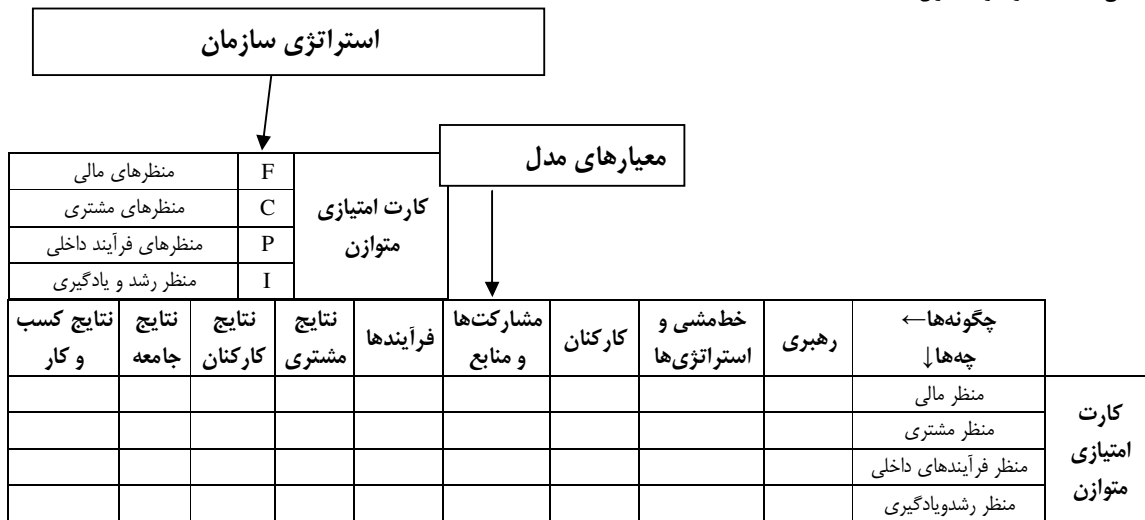 استراتژی سازمان
معیارهای مدل
کارت امتیازی
متوازن
F منظرهای مالی
C منظرهای مشتری
P منظرهای فرآیند داخلی
I منظر رشد و یادگیری
چگونه‌ها←
چه‌ها↓
رهبری
خط‌مشی و
استراتژی‌ها
کارکنان
مشارکت‌ها
و منابع
فرآیندها
نتایج
مشتری
نتایج
کارکنان
نتایج
جامعه
نتایج کسب
و کار
کارت
امتیازی
متوازن
منظر مالی
منظر مشتری
منظر فرآیندهای داخلی
منظر رشدویادگیری